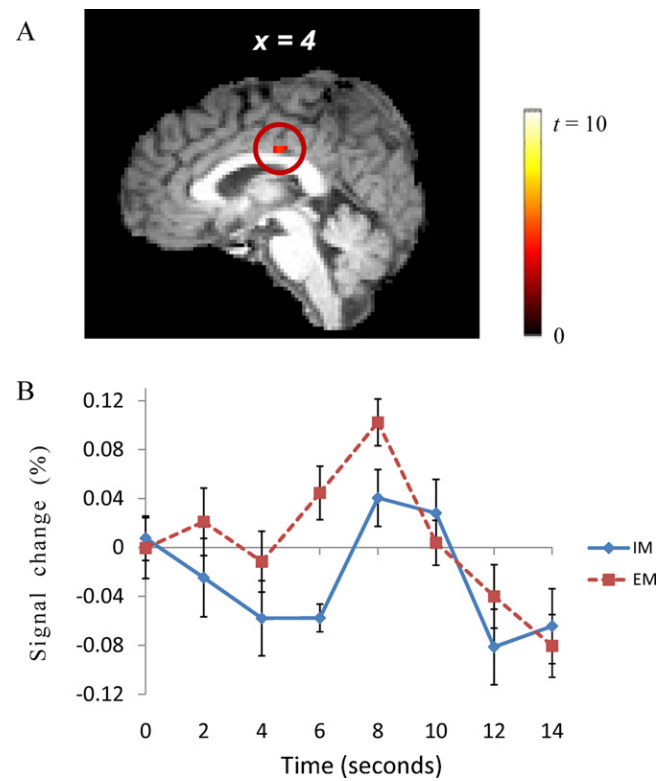 A
x = 4
t = 10
0
B
Signal change (%)
0.12
0.08
0.04
0
-0.04
-0.08
-0.12
0 2 4 6 8 10 12 14
Time (seconds)
IM
EM